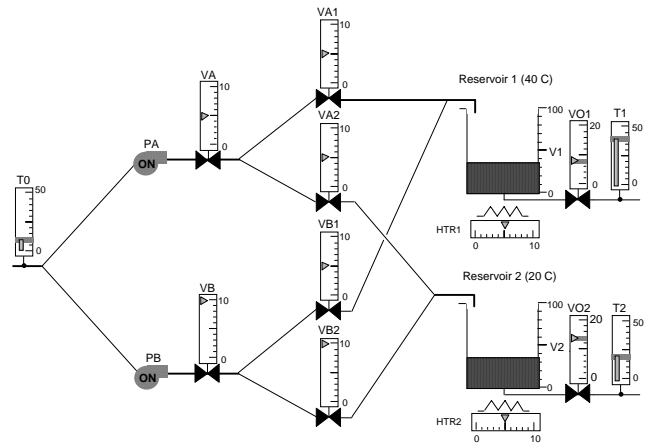 VA1
10
0
VA
10
0
VA2
10
0
PA
ON
T0
50
0
Reservoir 1 (40 C)
100
V1
0
VO1
20
0
T1
50
0
HTR1
0 10
VB1
10
0
VB
10
0
VB2
10
0
PB
ON
Reservoir 2 (20 C)
100
V2
0
VO2
20
0
T2
50
0
HTR2
0 10